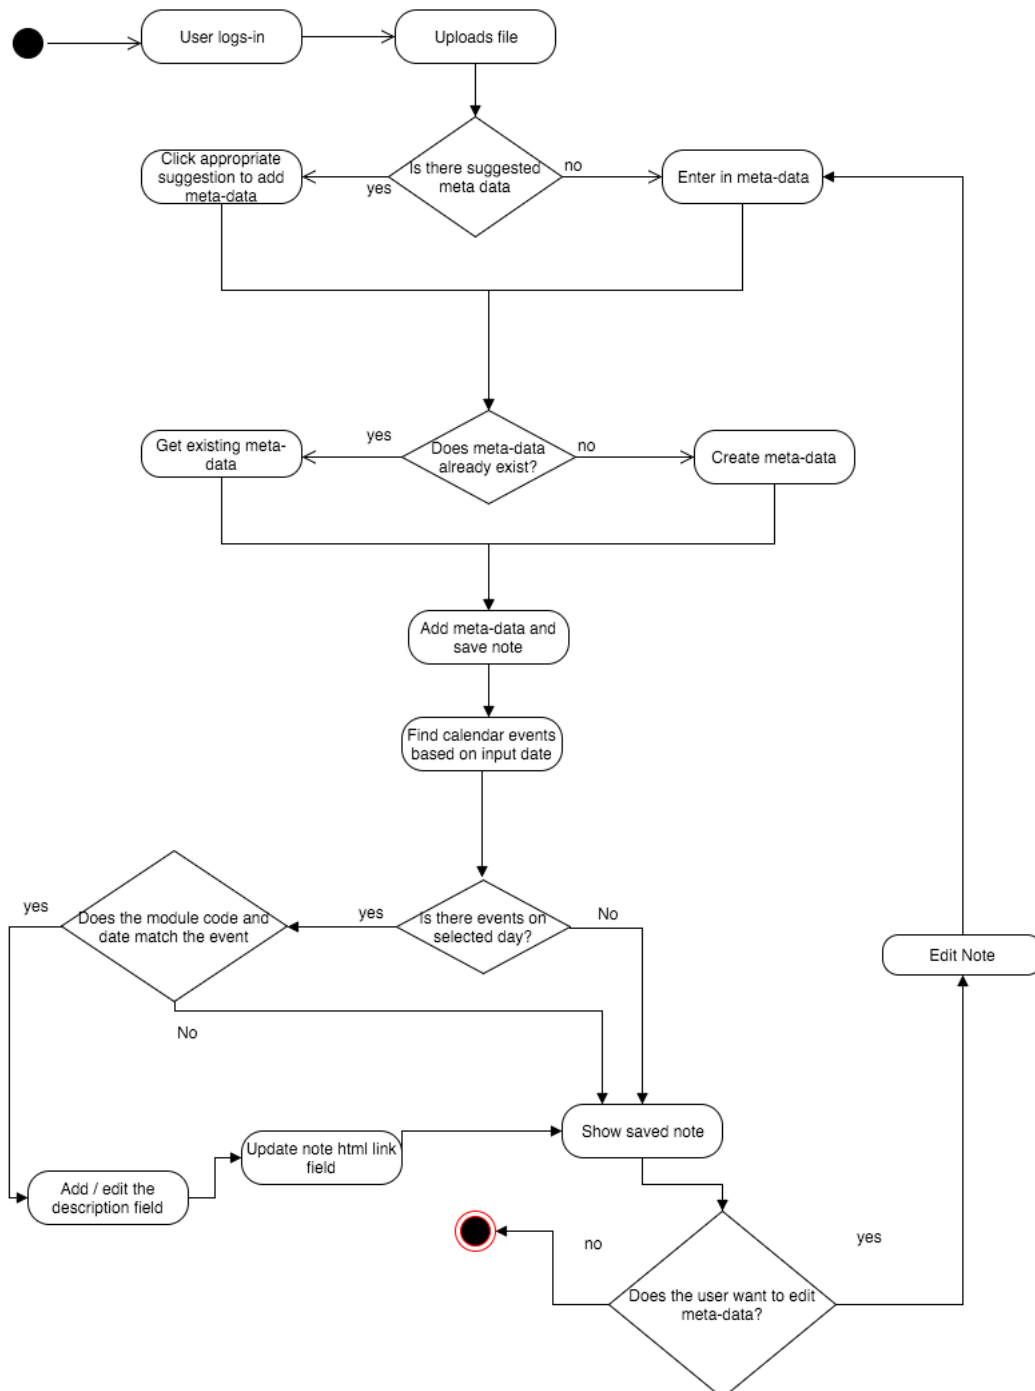 User logs-in
Uploads file
Click appropriate
suggestion to add
meta-data
yes
Is there suggested
meta data
no
Enter in meta-data
Get existing meta-
data
yes
Does meta-data
already exist?
no
Create meta-data
Add meta-data and
save note
Find calendar events
based on input date
yes
Does the module code and
date match the event
yes
Is there events on
selected day?
No
Edit Note
No
Show saved note
Update note html link
field
Add / edit the
description field
no
yes
Does the user want to edit
meta-data?